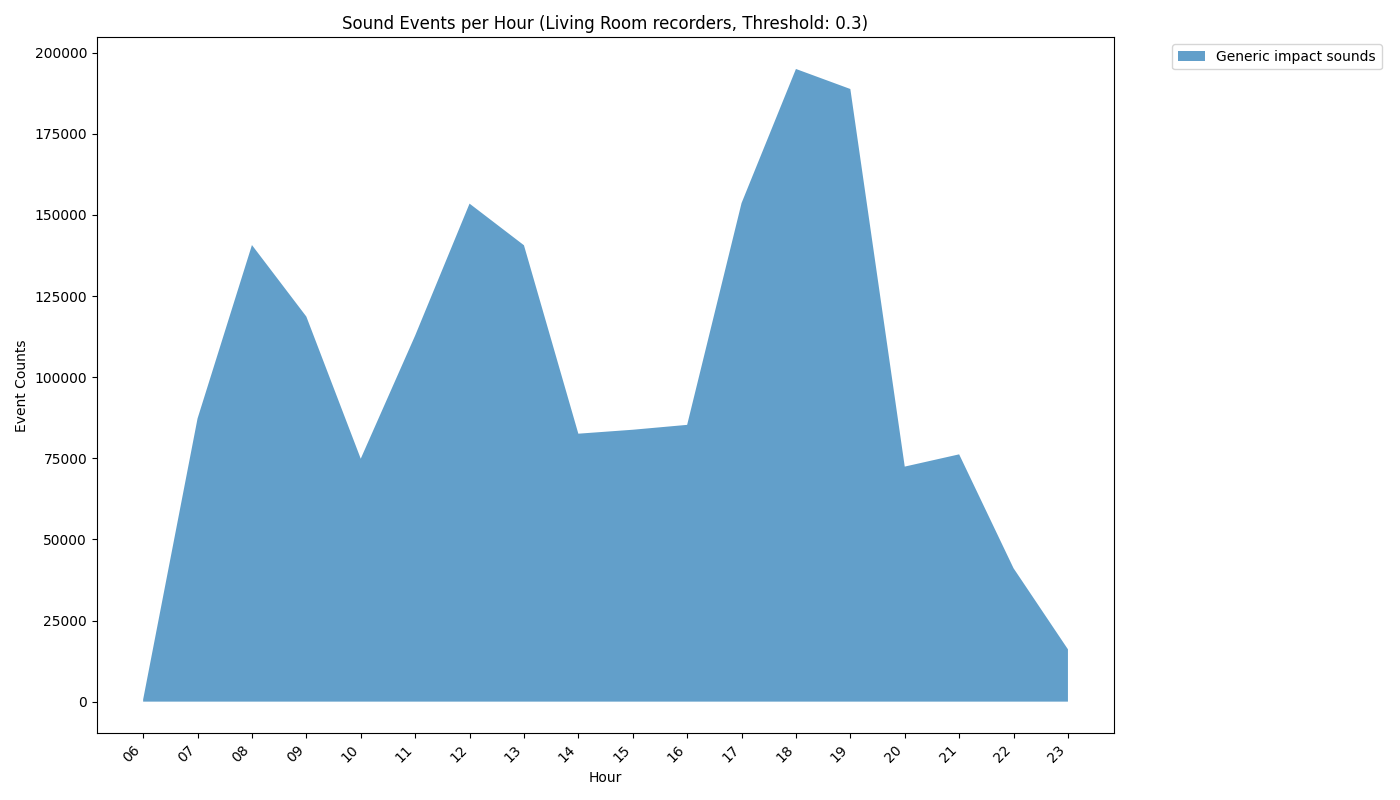 Sound Events per Hour (Living Room recorders, Threshold: 0.3)
Generic impact sounds
200000
175000
150000
125000
100000
75000
50000
25000
0
Event Counts
06 07 08 09 10 11 12 13 14 15 16 17 18 19 20 21 22 23
Hour